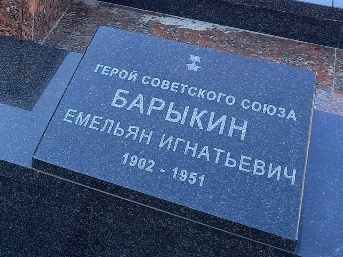 ГЕРОЙ СОВЕТСКОГО СОЮЗА
БАРЫКИН
ЕМЕЛЬЯН ИГНАТЬЕВИЧ
1902 - 1951